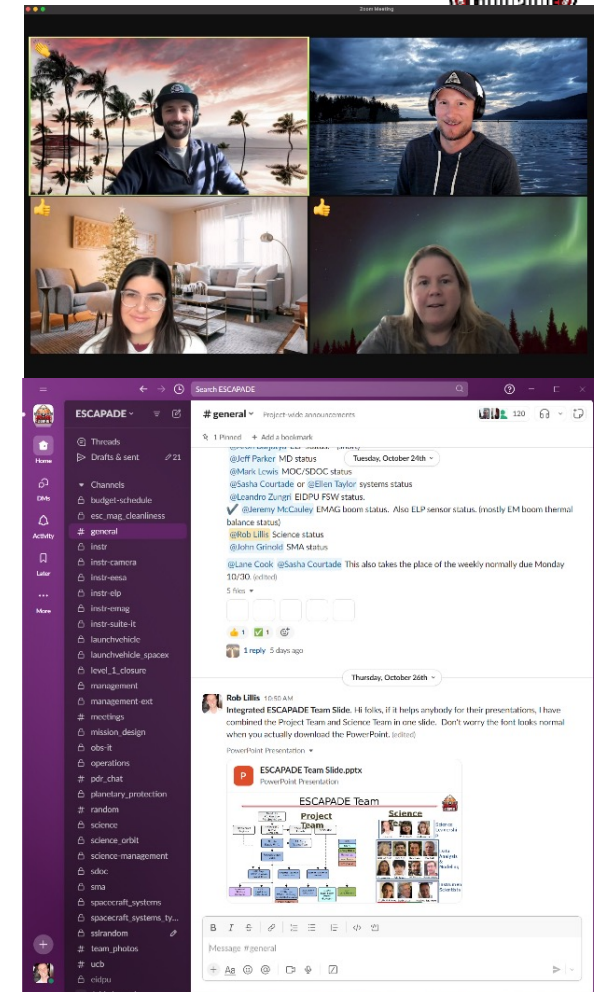 Zoom Meeting
Search ESCAPADE
ESCAPADE
# general
Project-wide announcements
120
1 Pinned + Add a bookmark
Threads
Drafts & sent
21
Home
DMs
Activity
Later
More
Channels
budget-schedule
esc_mag_cleanliness
general
instr
instr-camera
instr-eesa
instr-elp
instr-emag
instr-suite-it
launchvehicle
launchvehicle_spacex
level_1_closure
management
management-ext
meetings
mission_design
obs-it
operations
pdr_chat
planetary_protection
random
science
science_orbit
science-management
sdoc
sma
spacecraft_systems
spacecraft_systems_ty...
sslrandom
team_photos
ucb
eidpu
Tuesday, October 24th
@Jeff Parker MD status
@Mark Lewis MOC/SDOC status
@Sasha Courtade or @Ellen Taylor systems status
@Leandro Zungri EIDPU FSW status.
@Jeremy McCauley EMAG boom status. Also ELP sensor status. (mostly EM boom thermal
balance status)
@Rob Lillis Science status
@John Grinold SMA status
@Lane Cook @Sasha Courtade This also takes the place of the weekly normally due Monday
10/30. (edited)
5 files
1
1
1 reply 5 days ago
Thursday, October 26th
Rob Lillis 10:50 AM
Integrated ESCAPADE Team Slide. Hi folks, if it helps anybody for their presentations, I have
combined the Project Team and Science Team in one slide. Don't worry the font looks normal
when you actually download the PowerPoint. (edited)
PowerPoint Presentation
P
ESCAPADE Team Slide.pptx
PowerPoint Presentation
ESCAPADE Team
Project
Team
Science
B I S
Message #general
Aa